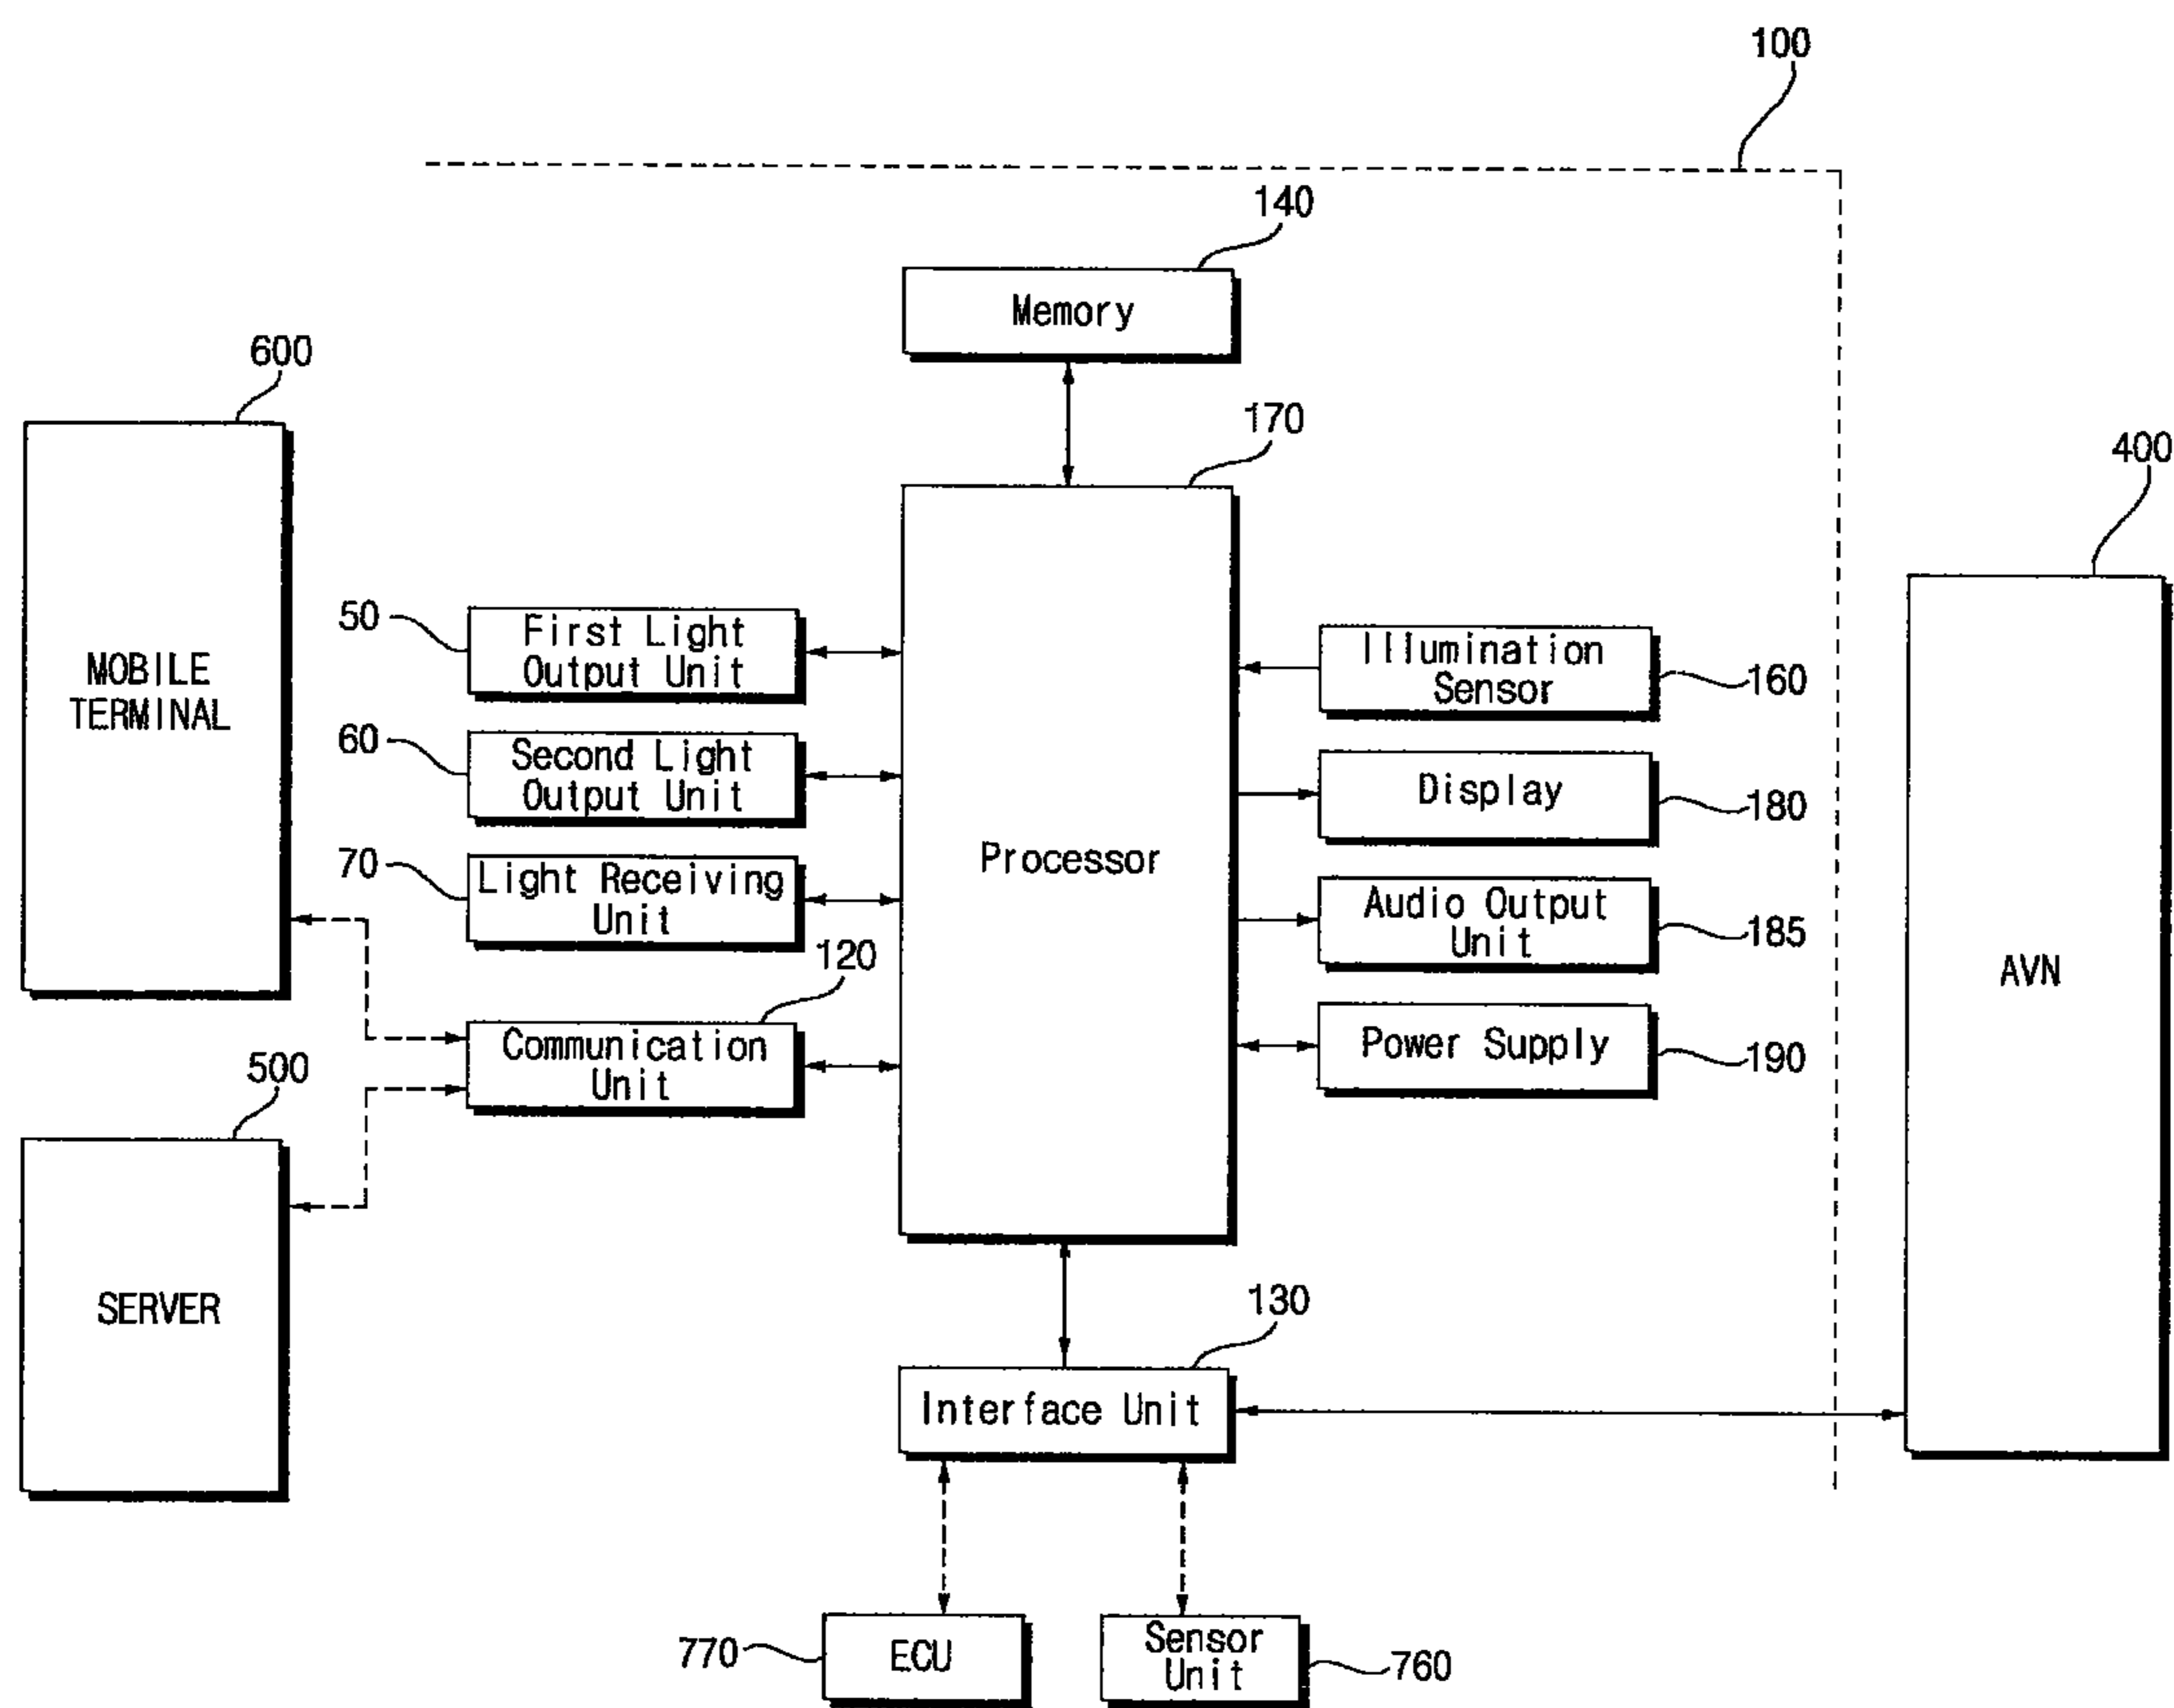 100
140
Memory
600
170
400
MOBILE
TERMINAL
50
First Light
Output Unit
Illumination
Sensor
160
60
Second Light
Output Unit
Display
180
Processor
70
Light Receiving
Unit
Audio Output
Unit
185
120
AVN
Communication
Unit
Power Supply
190
500
SERVER
130
Interface Unit
770
ECU
Sensor
Unit
760